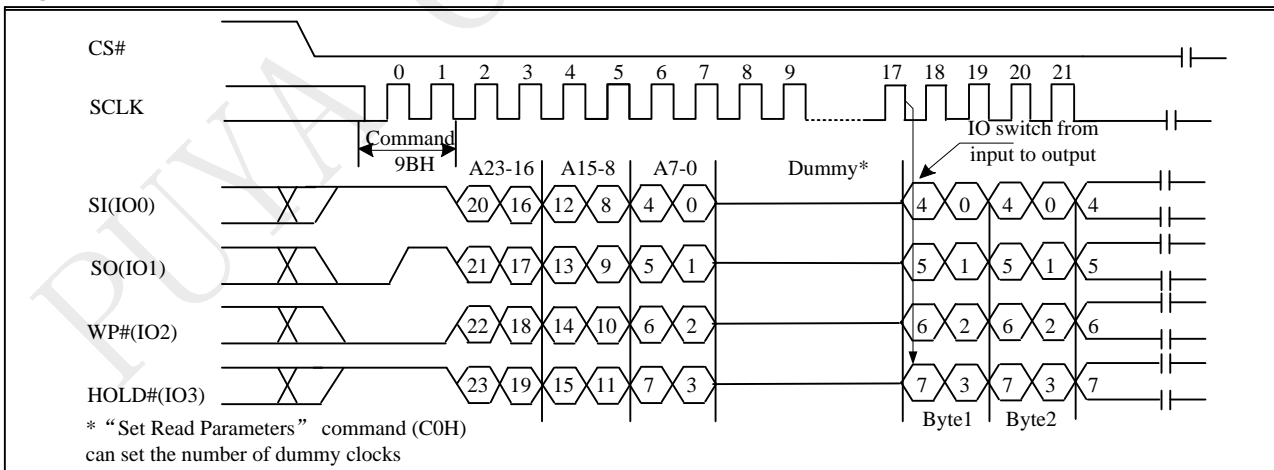 PUYA
CS#
0 1 2 3 4 5 6 7 8 9 17 18 19 20 21
SCLK
Command
9BH
IO switch from
input to output
A23-16 A15-8 A7-0 Dummy*
SI(IO0) 20 16 12 8 4 0 4 0 4 0 4
SO(IO1) 21 17 13 9 5 1 5 1 5 1 5
WP#(IO2) 22 18 14 10 6 2 6 2 6 2 6
HOLD#(IO3) 23 19 15 11 7 3 7 3 7 3 7
Byte1 Byte2
* “Set Read Parameters” command (C0H)
can set the number of dummy clocks